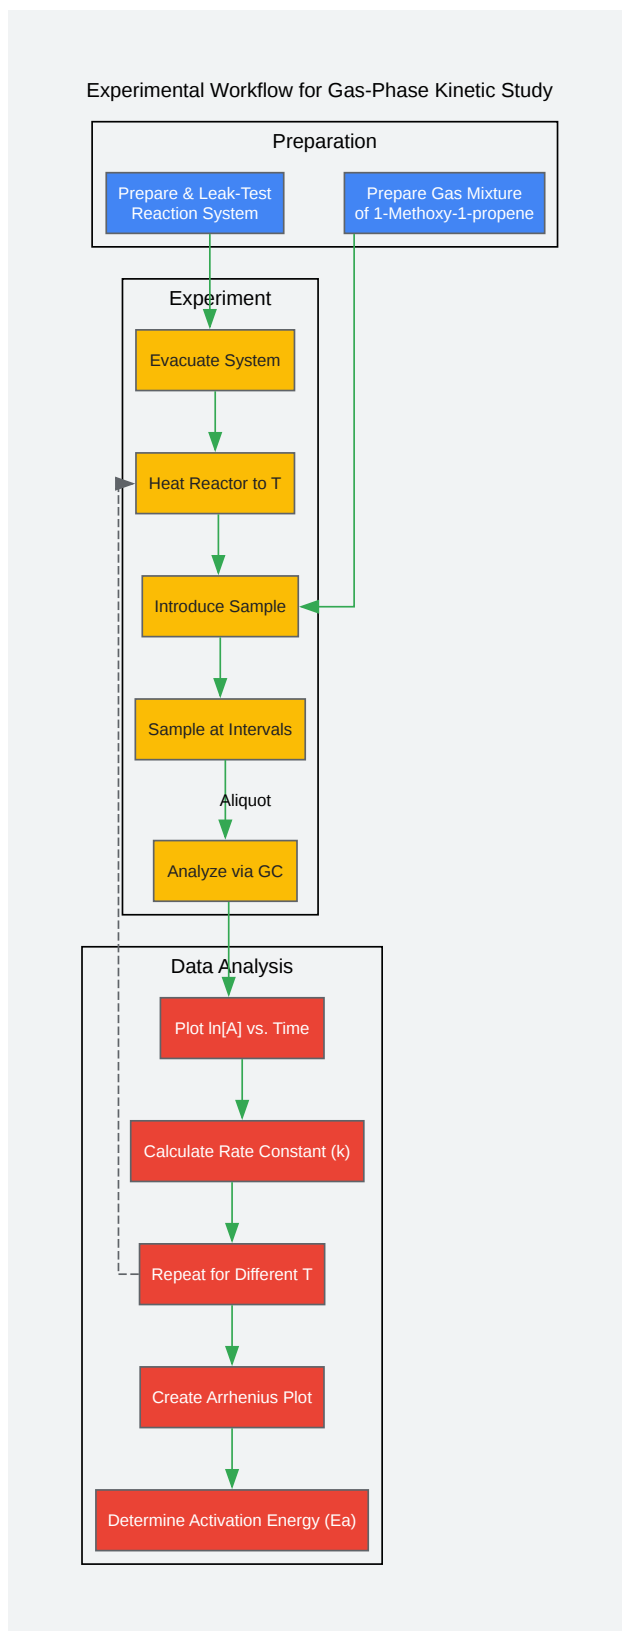 Experimental Workflow for Gas-Phase Kinetic Study
Preparation
Prepare & Leak-Test
Reaction System
Prepare Gas Mixture
of 1-Methoxy-1-propene
Experiment
Evacuate System
Heat Reactor to T
Introduce Sample
Sample at Intervals
Aliquot
Analyze via GC
Data Analysis
Plot ln[A] vs. Time
Calculate Rate Constant (k)
Repeat for Different T
Create Arrhenius Plot
Determine Activation Energy (Ea)